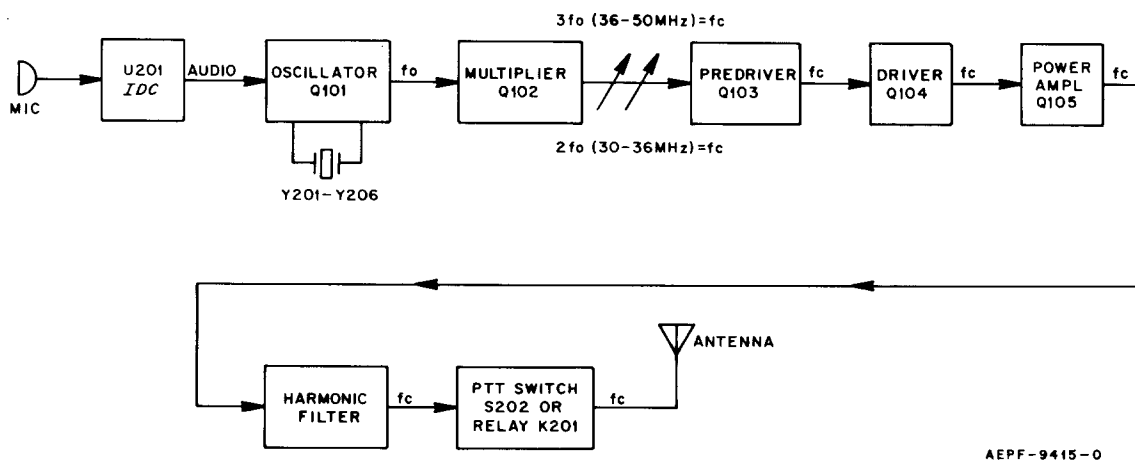 3fo (36-50MHz)=fc
MIC
U201
IDC
AUDIO
OSCILLATOR
Q101
fo
MULTIPLIER
Q102
PREDRIVER
Q103
fc
DRIVER
Q104
fc
POWER
AMPL
Q105
fc
2fo (30-36MHz)=fc
Y201-Y206
ANTENNA
HARMONIC
FILTER
fc
PTT SWITCH
S202 OR
RELAY K201
fc
AEPF-9415-O